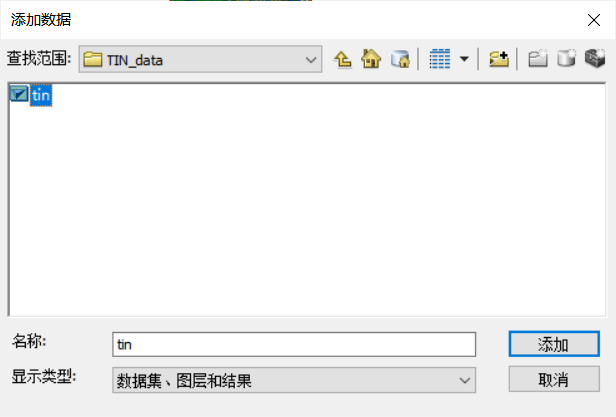 添加数据
查找范围: TIN_data
tin
名称: tin 添加
显示类型: 数据集、图层和结果 取消